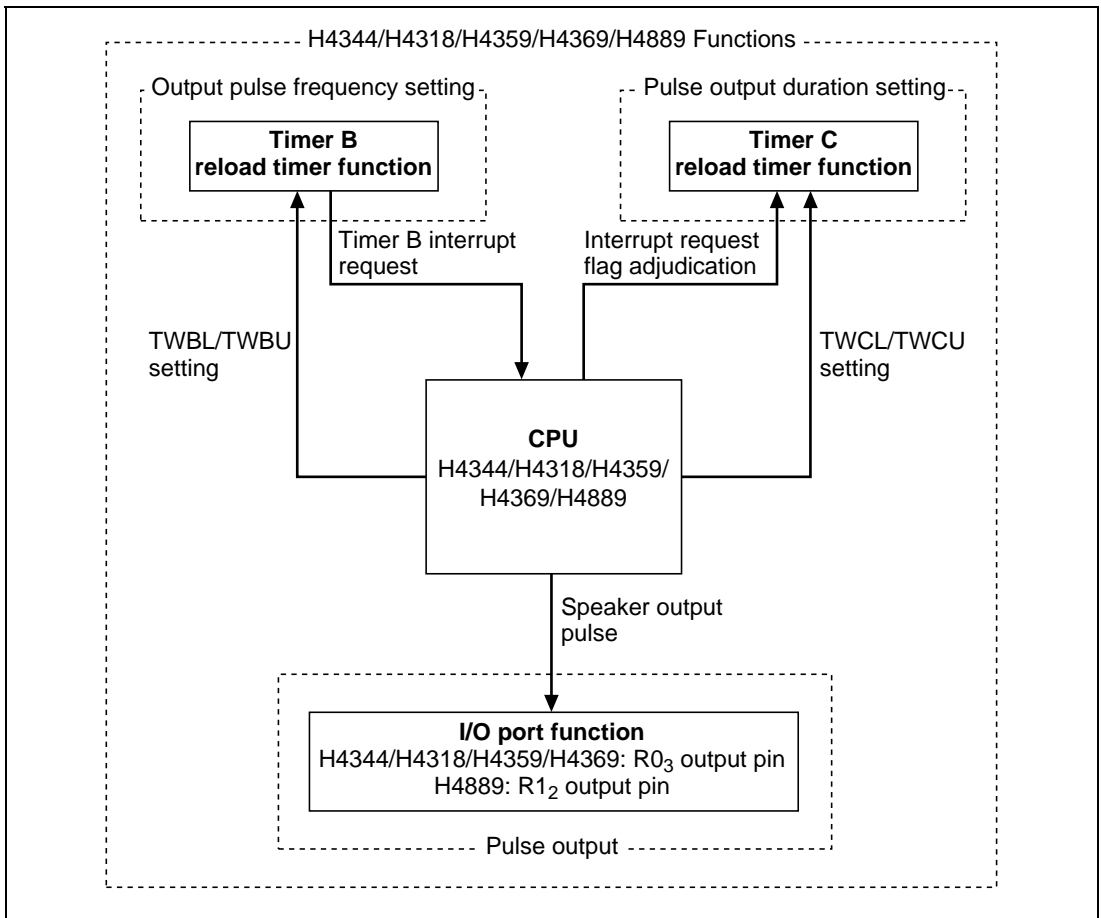 H4344/H4318/H4359/H4369/H4889 Functions
Output pulse frequency setting
Pulse output duration setting
Timer B
reload timer function
Timer C
reload timer function
Timer B interrupt
request
Interrupt request
flag adjudication
TWBL/TWBU
setting
TWCL/TWCU
setting
CPU
H4344/H4318/H4359/
H4369/H4889
Speaker output
pulse
I/O port function
H4344/H4318/H4359/H4369: R0₃ output pin
H4889: R1₂ output pin
Pulse output